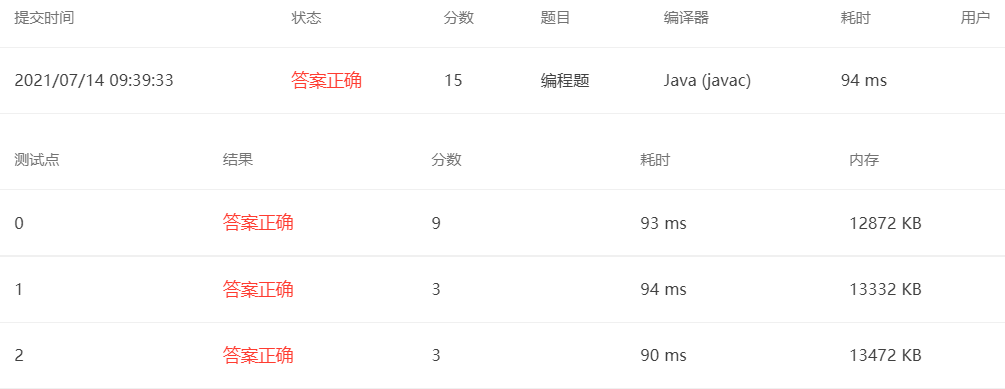 提交时间 状态 分数 题目 编译器 耗时 用户
2021/07/14 09:39:33 答案正确 15 编程题 Java (javac) 94 ms
测试点 结果 分数 耗时 内存
0 答案正确 9 93 ms 12872 KB
1 答案正确 3 94 ms 13332 KB
2 答案正确 3 90 ms 13472 KB